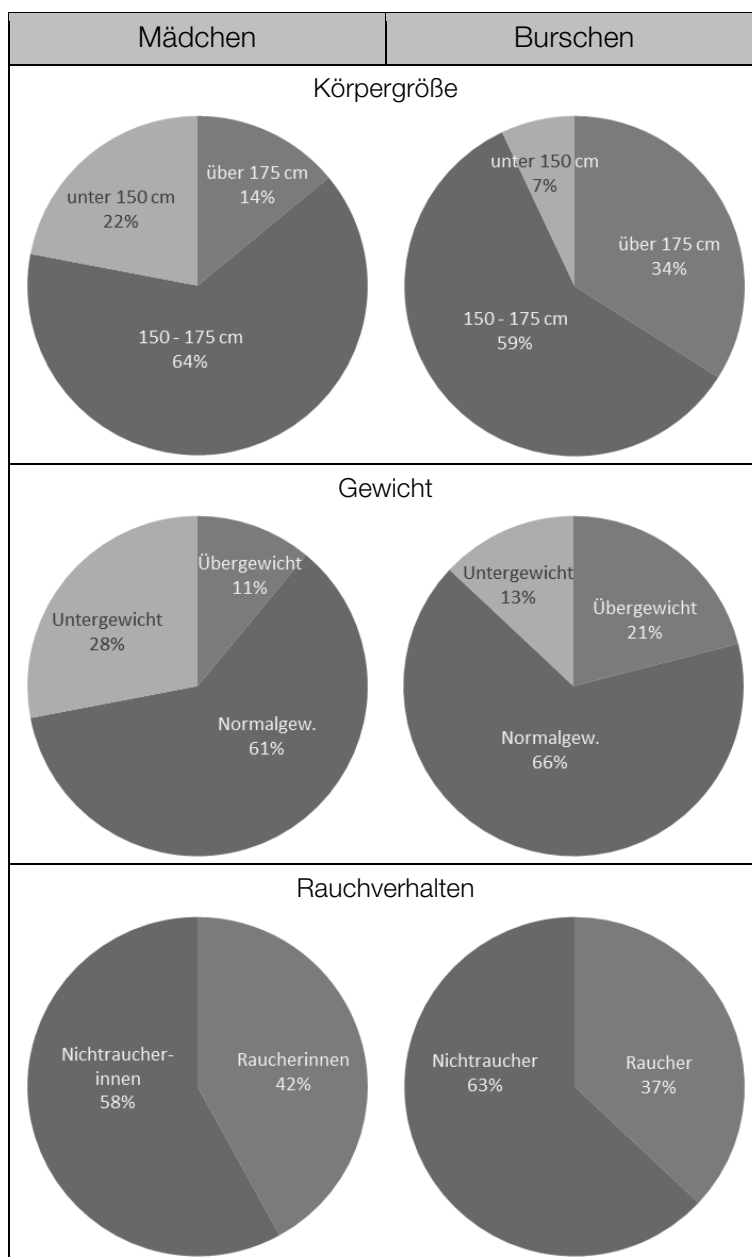 Mädchen
Burschen
Körpergröße
unter 150 cm
22%
über 175 cm
14%
150 - 175 cm
64%
unter 150 cm
7%
über 175 cm
34%
150 - 175 cm
59%
Gewicht
Untergewicht
28%
Übergewicht
11%
Normalgew.
61%
Untergewicht
13%
Übergewicht
21%
Normalgew.
66%
Rauchverhalten
Nichtraucher-
innen
58%
Raucherinnen
42%
Nichtraucher
63%
Raucher
37%